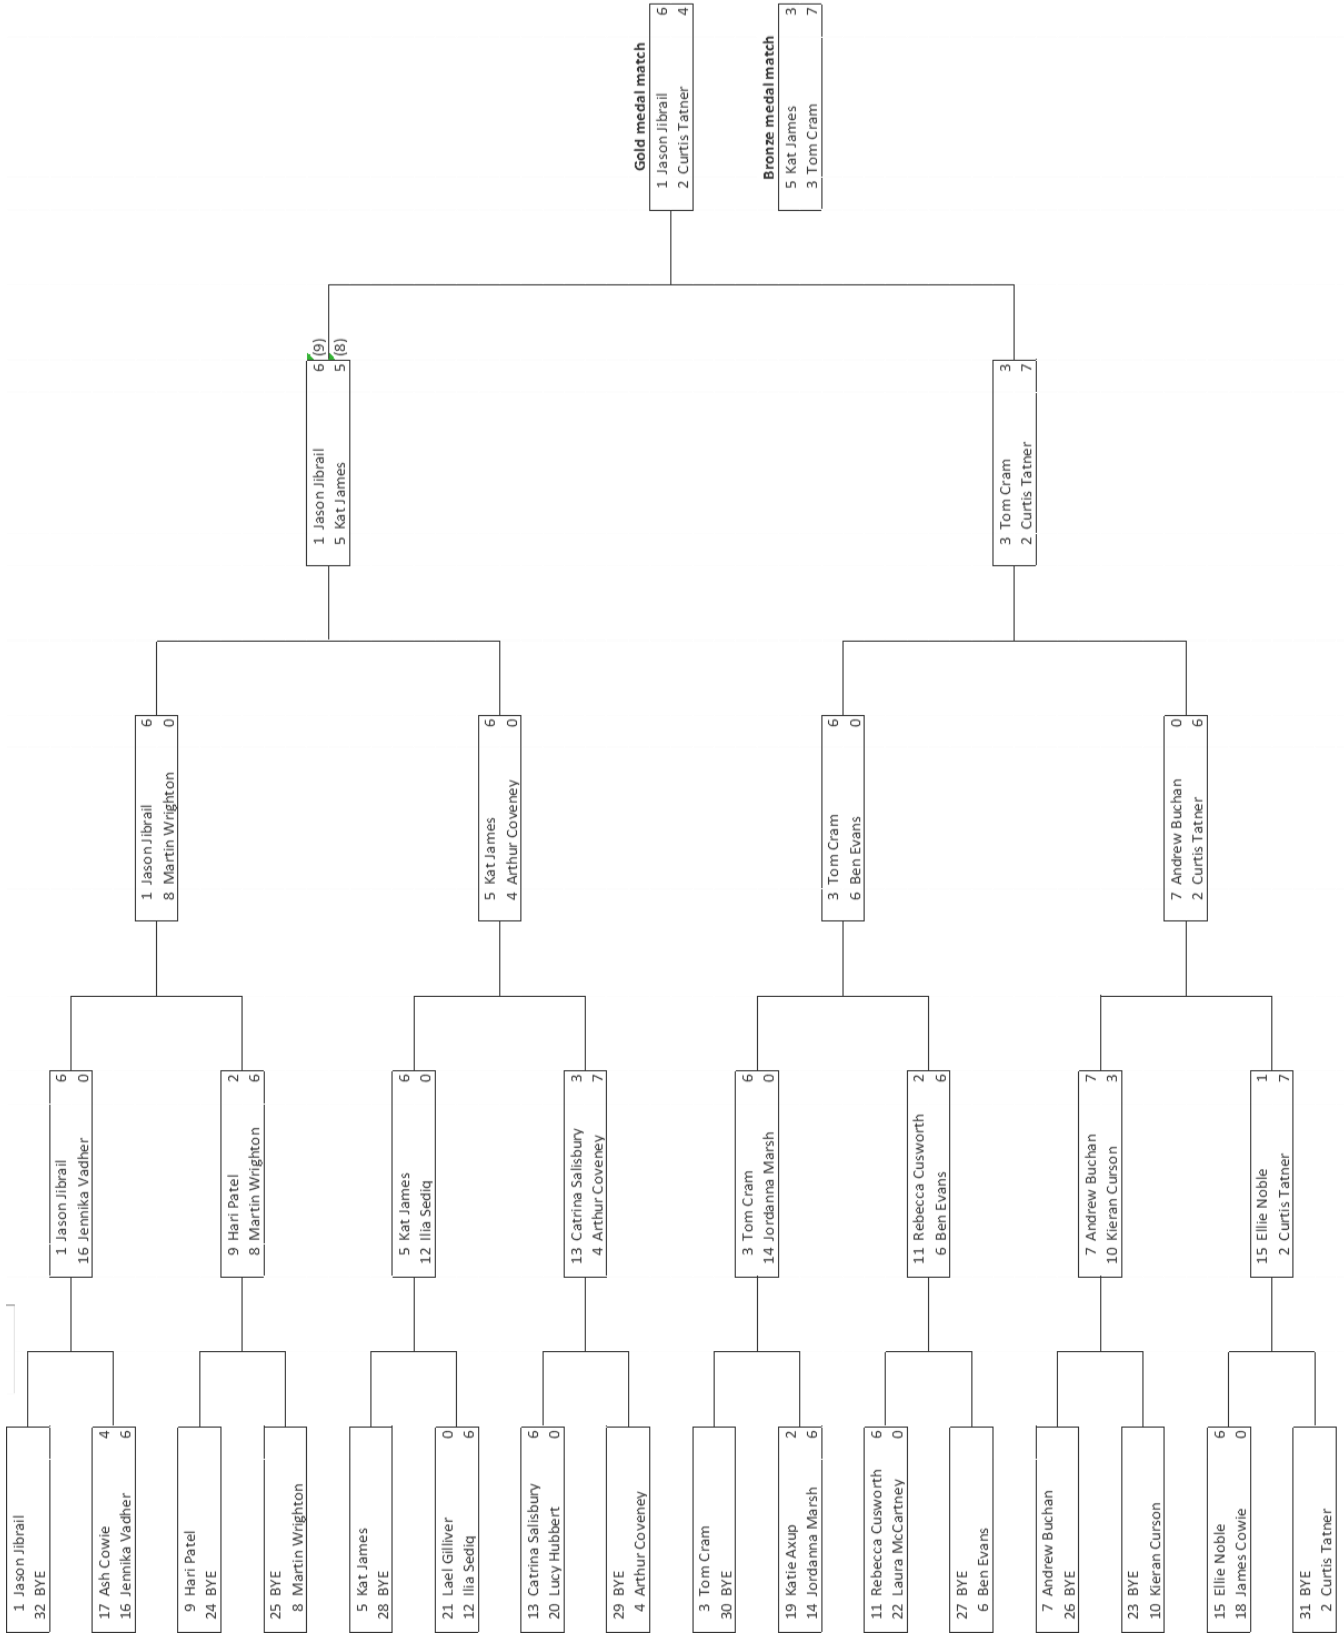 1 Jason Jibrail
32 BYE
17 Ash Cowie 4
16 Jennika Vadher 6
9 Hari Patel
24 BYE
25 BYE
8 Martin Wrighton
5 Kat James
28 BYE
21 Lael Gilliver 0
12 Ilia Sediq 6
13 Catrina Salisbury 6
20 Lucy Hubbert 0
29 BYE
4 Arthur Coveney
3 Tom Cram
30 BYE
19 Katie Axup 2
14 Jordanna Marsh 6
11 Rebecca Cusworth 6
22 Laura McCartney 0
27 BYE
6 Ben Evans
7 Andrew Buchan
26 BYE
23 BYE
10 Kieran Curson
15 Ellie Noble 6
18 James Cowie 0
31 BYE
2 Curtis Tatner
1 Jason Jibrail 6
16 Jennika Vadher 0
9 Hari Patel 2
8 Martin Wrighton 6
5 Kat James 6
12 Ilia Sediq 0
13 Catrina Salisbury 3
4 Arthur Coveney 7
3 Tom Cram 6
14 Jordanna Marsh 0
11 Rebecca Cusworth 2
6 Ben Evans 6
7 Andrew Buchan 7
10 Kieran Curson 3
15 Ellie Noble 1
2 Curtis Tatner 7
1 Jason Jibrail 6
8 Martin Wrighton 0
5 Kat James 6
4 Arthur Coveney 0
3 Tom Cram 6
6 Ben Evans 0
7 Andrew Buchan 0
2 Curtis Tatner 6
1 Jason Jibrail 6 (9)
5 Kat James 5 (8)
3 Tom Cram 3
2 Curtis Tatner 7
Gold medal match
1 Jason Jibrail 6
2 Curtis Tatner 4
Bronze medal match
5 Kat James 3
3 Tom Cram 7